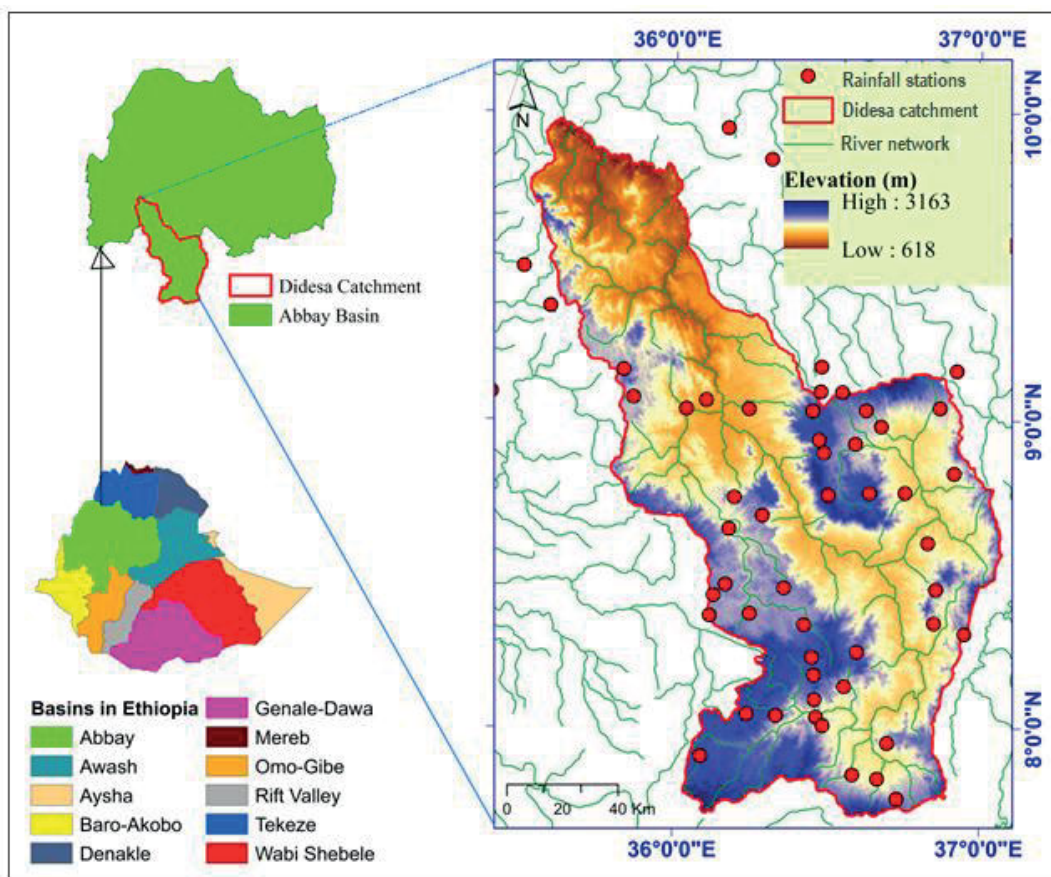 36°0'0"E
37°0'0"E
Rainfall stations
Didesa catchment
River network
Elevation (m)
High : 3163
Low : 618
N
10°0'0"N
9°0'0"N
8°0'0"N
Didesa Catchment
Abbay Basin
Basins in Ethiopia
Abbay
Awash
Aysha
Baro-Akobo
Denakle
Genale-Dawa
Mereb
Omo-Gibe
Rift Valley
Tekeze
Wabi Shebele
0 20 40 Km
36°0'0"E
37°0'0"E